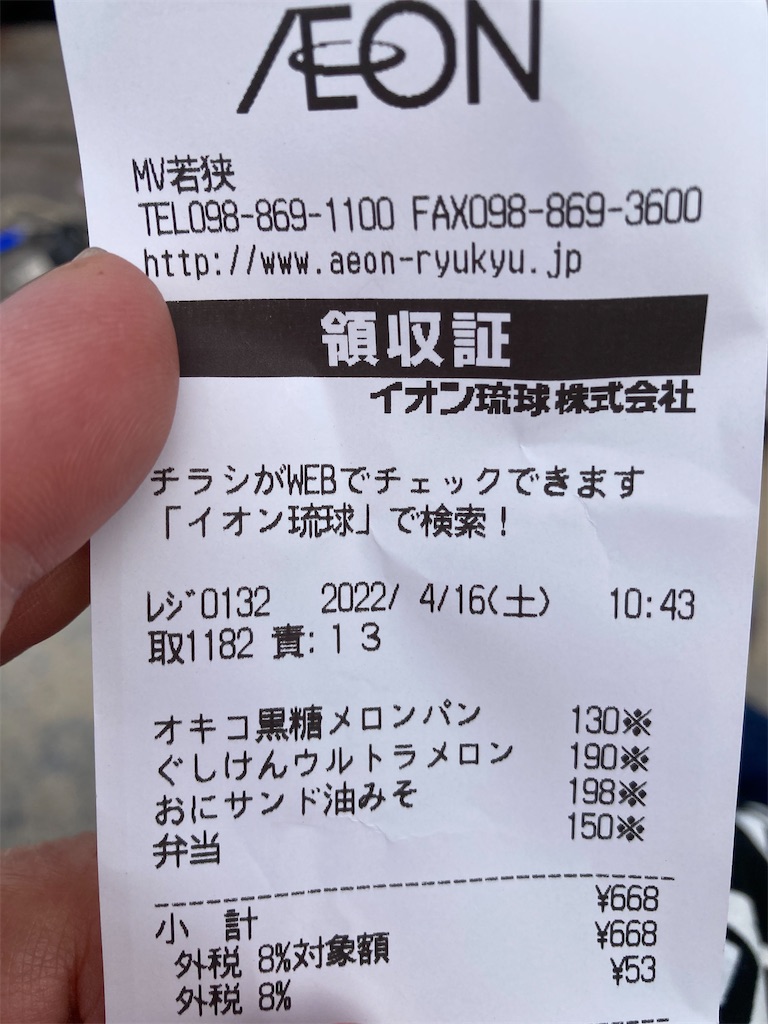 ÆON
MV若狭
TEL098-869-1100 FAX098-869-3600
http://www.aeon-ryukyu.jp
領収証
イオン琉球株式会社
チラシがWEBでチェックできます
「イオン琉球」で検索!
レジ0132 2022/ 4/16(土) 10:43
取1182 責:13
オキコ黒糖メロンパン 130※
ぐしけんウルトラメロン 190※
おにサンド油みそ 198※
弁当 150※
小 計 ¥668
外税 8%対象額 ¥668
外税 8% ¥53